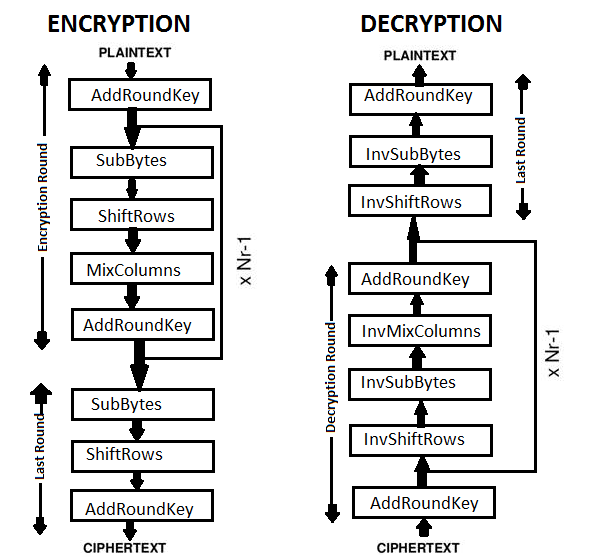 ENCRYPTION
PLAINTEXT
AddRoundKey
SubBytes
ShiftRows
MixColumns
AddRoundKey
SubBytes
ShiftRows
AddRoundKey
CIPHERTEXT
Encryption Round
Last Round
x Nr-1
DECRYPTION
PLAINTEXT
AddRoundKey
InvSubBytes
InvShiftRows
AddRoundKey
InvMixColumns
InvSubBytes
InvShiftRows
AddRoundKey
CIPHERTEXT
Last Round
Decryption Round
x Nr-1